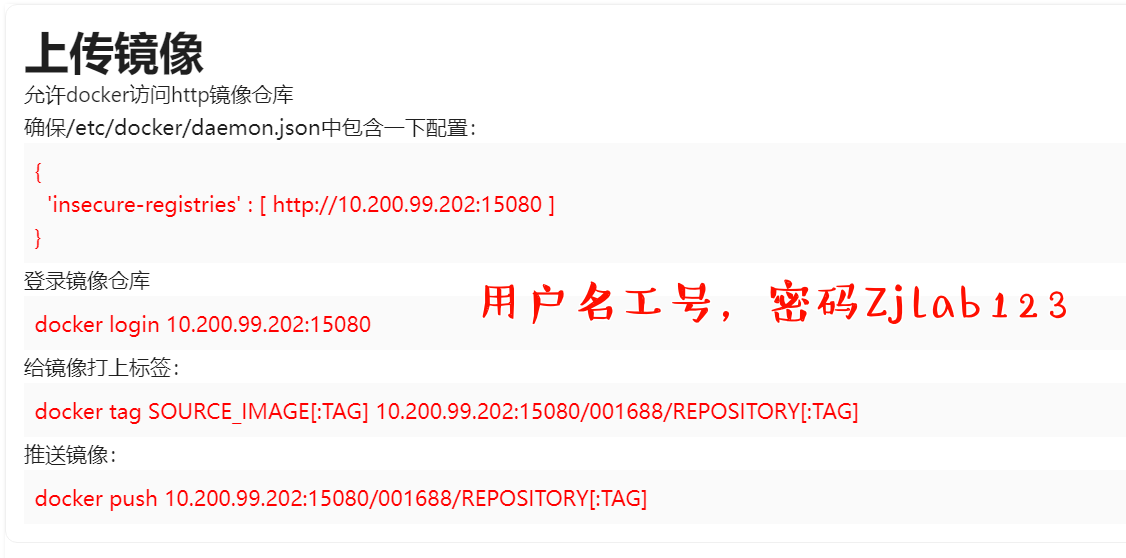 上传镜像
允许docker访问http镜像仓库
确保/etc/docker/daemon.json中包含一下配置：
{
'insecure-registries' : [ http://10.200.99.202:15080 ]
}
登录镜像仓库
用户名工号，密码Zjlab123
docker login 10.200.99.202:15080
给镜像打上标签：
docker tag SOURCE_IMAGE[:TAG] 10.200.99.202:15080/001688/REPOSITORY[:TAG]
推送镜像：
docker push 10.200.99.202:15080/001688/REPOSITORY[:TAG]